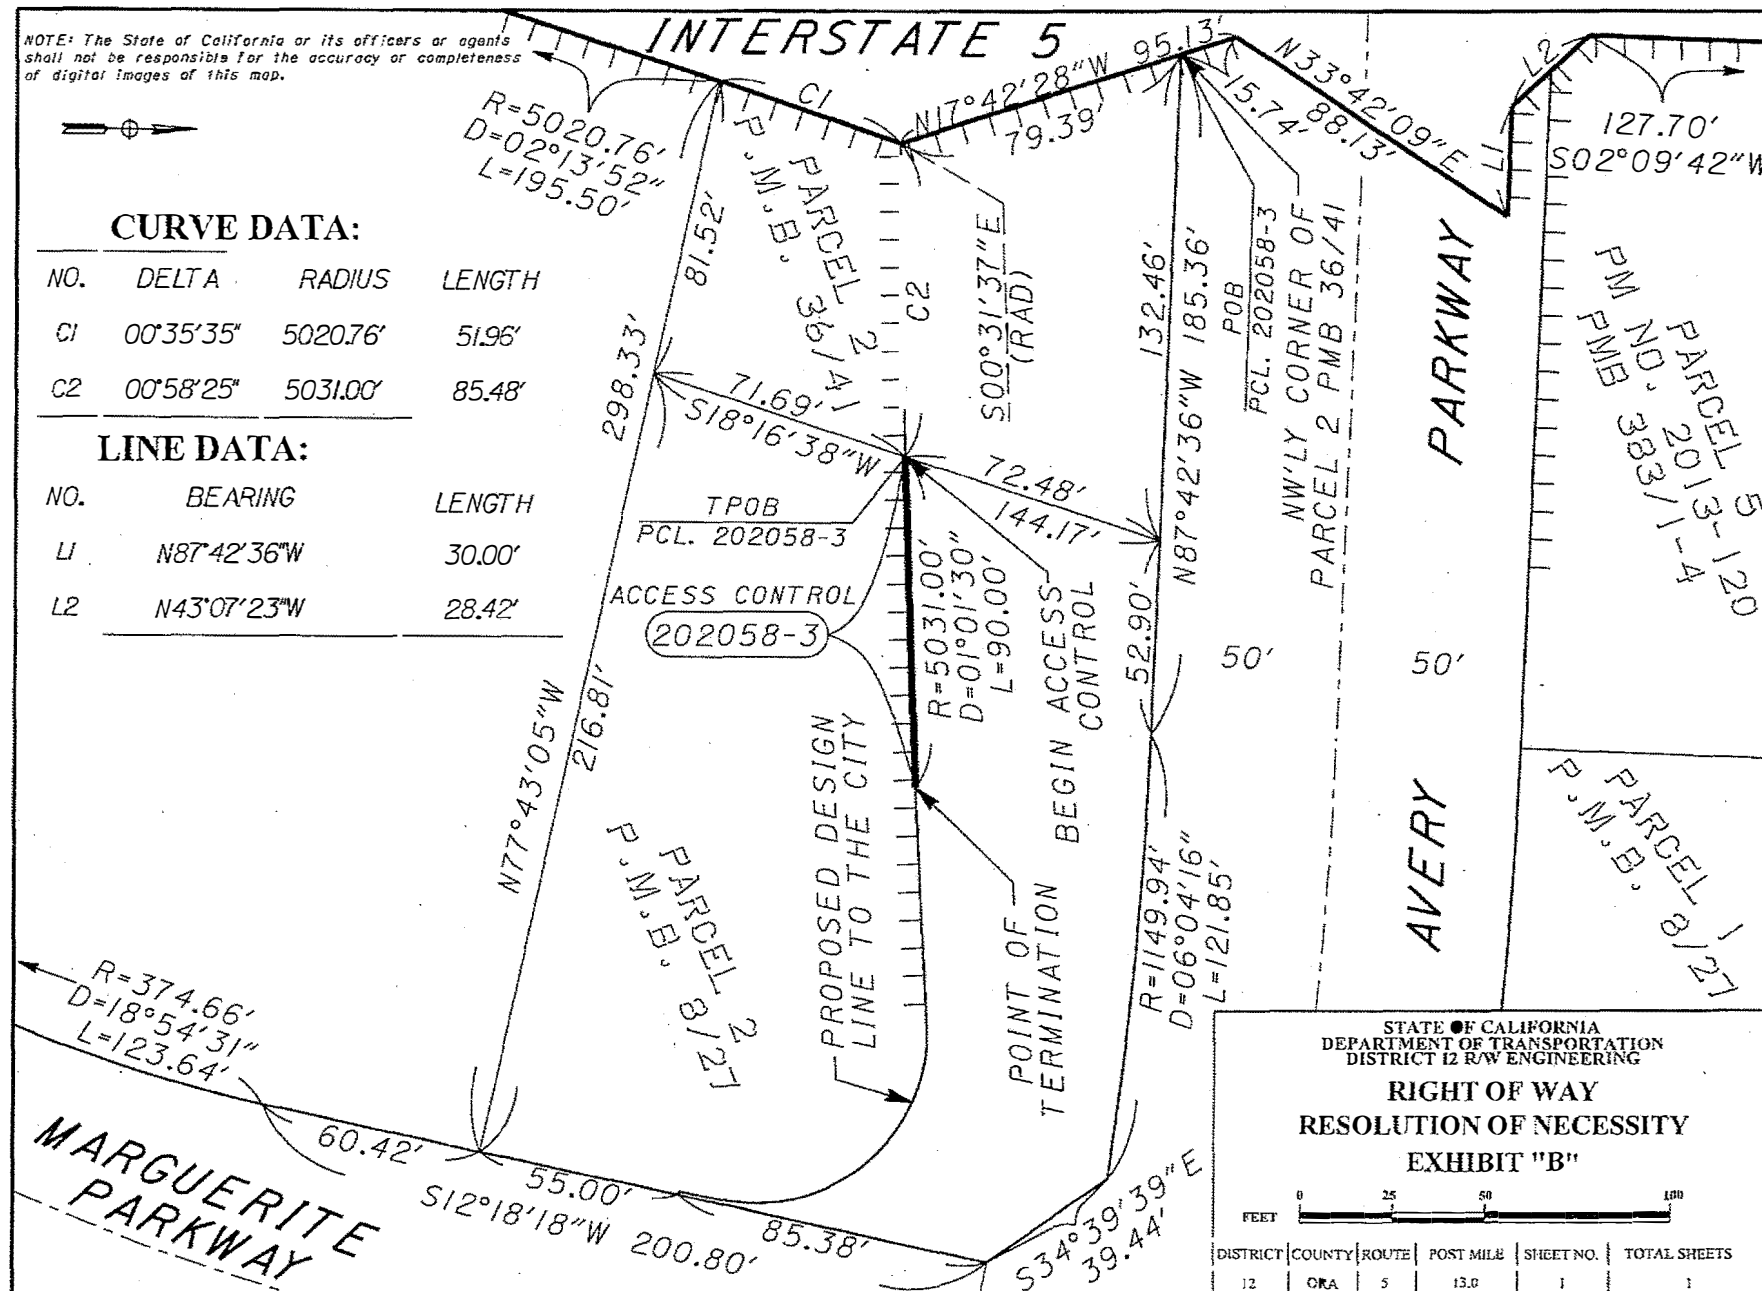 NOTE: The State of California or its officers or agents
shall not be responsible for the accuracy or completeness
of digital images of this map.
INTERSTATE 5
R=5020.76'
D=02°13'52"
L=195.50'
C1
N17°42'28"W
95.13'
79.39'
15.74'
N33°42'09"E
88.13'
L2
L1
127.70'
S02°09'42"W
CURVE DATA:
NO. DELTA RADIUS LENGTH
C1 00°35'35" 5020.76' 51.96'
C2 00°58'25" 5031.00' 85.48'
LINE DATA:
NO. BEARING LENGTH
L1 N87°42'36"W 30.00'
L2 N43°07'23"W 28.42'
PARCEL 2
P.M.B. 36/41
81.52'
298.33'
C2
S00°31'37"E
(RAD)
132.46'
N87°42'36"W 185.36'
POB
PCL. 202058-3
NW'LY CORNER OF
PARCEL 2 PMB 36/41
71.69'
S18°16'38"W
72.48'
144.17'
TPOB
PCL. 202058-3
ACCESS CONTROL
202058-3
R=5031.00'
D=01°01'30"
L=90.00'
BEGIN ACCESS
CONTROL
52.90'
50'
50'
AVERY PARKWAY
PARCEL 5
PM NO. 2013-120
PMB 383/1-4
PARCEL 1
P.M.B. 8/27
N77°43'05"W
216.81'
PROPOSED DESIGN
LINE TO THE CITY
PARCEL 2
P.M.B. 8/27
POINT OF
TERMINATION
R=1149.94'
D=06°04'16"
L=121.85'
R=374.66'
D=18°54'31"
L=123.64'
60.42'
55.00'
S12°18'18"W 200.80'
85.38'
S34°39'39"E
39.44'
MARGUERITE
PARKWAY
STATE OF CALIFORNIA
DEPARTMENT OF TRANSPORTATION
DISTRICT 12 R/W ENGINEERING
RIGHT OF WAY
RESOLUTION OF NECESSITY
EXHIBIT "B"
0 25 50 100
FEET
DISTRICT COUNTY ROUTE POST MILE SHEET NO. TOTAL SHEETS
12 ORA 5 13.0 1 1